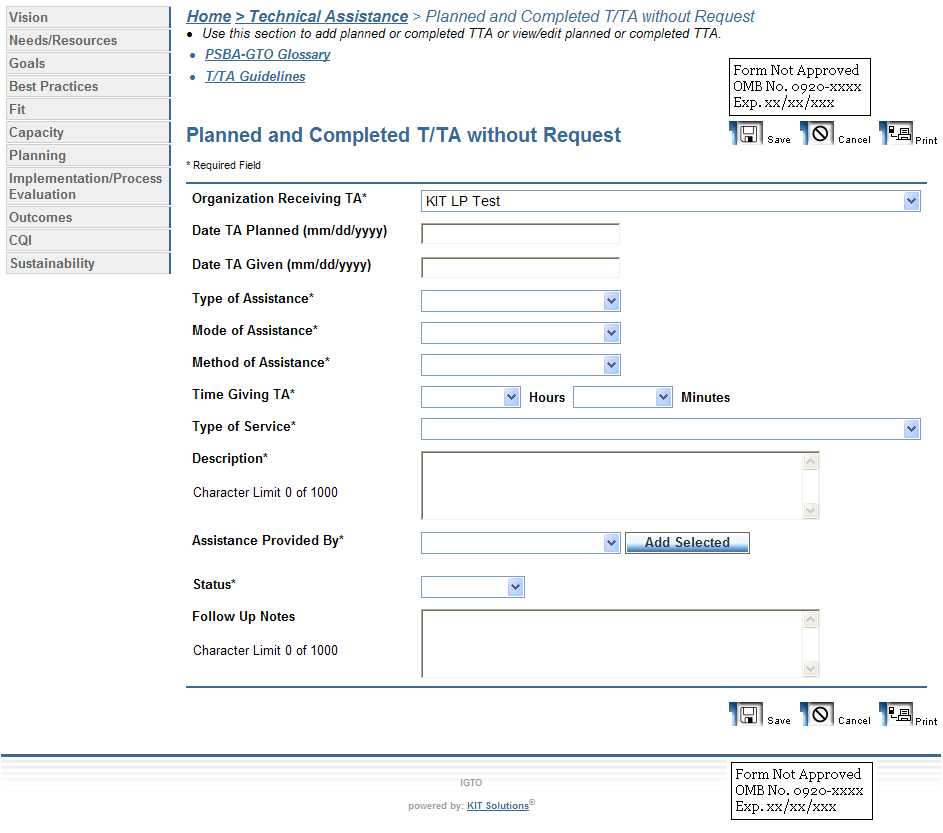 Vision
Needs/Resources
Goals
Best Practices
Fit
Capacity
Planning
Implementation/Process
Evaluation
Outcomes
CQI
Sustainability
Home > Technical Assistance > Planned and Completed T/TA without Request
• Use this section to add planned or completed TTA or view/edit planned or completed TTA.
• PSBA-GTO Glossary
• T/TA Guidelines
Form Not Approved
OMB No. 0920-xxxx
Exp. xx/xx/xxx
Planned and Completed T/TA without Request
Save Cancel Print
* Required Field
Organization Receiving TA* KIT LP Test
Date TA Planned (mm/dd/yyyy)
Date TA Given (mm/dd/yyyy)
Type of Assistance*
Mode of Assistance*
Method of Assistance*
Time Giving TA* Hours Minutes
Type of Service*
Description*
Character Limit 0 of 1000
Assistance Provided By* Add Selected
Status*
Follow Up Notes
Character Limit 0 of 1000
Save Cancel Print
IGTO
powered by: KIT Solutions®
Form Not Approved
OMB No. 0920-xxxx
Exp. xx/xx/xxx